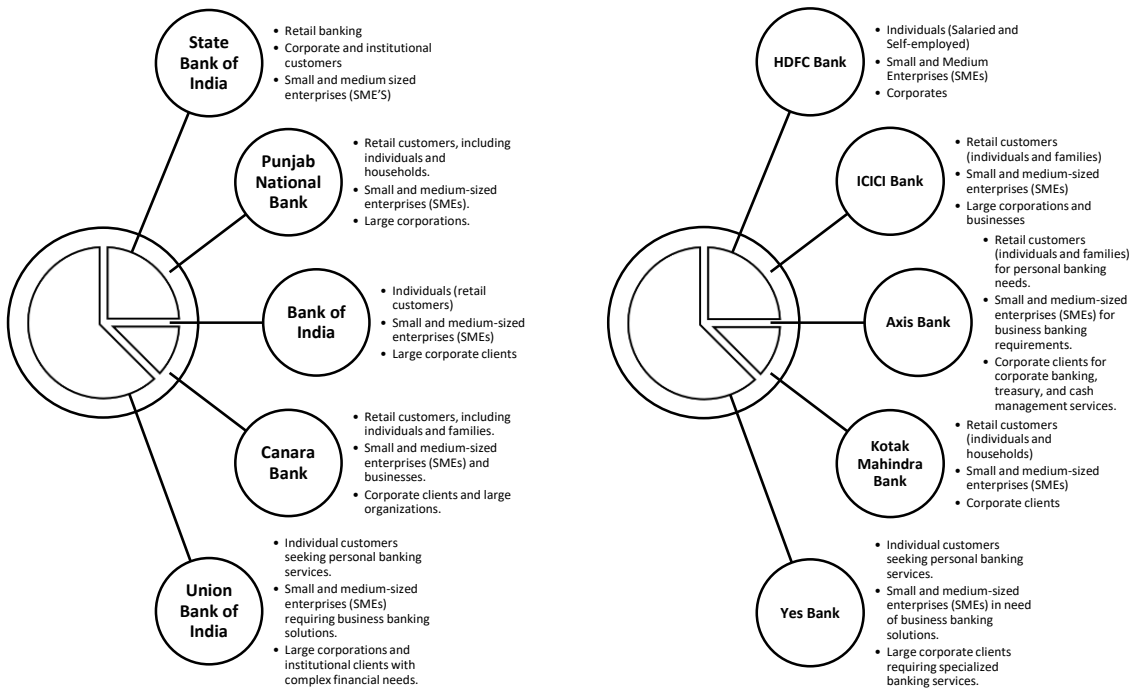 State
Bank of
India
• Retail banking
• Corporate and institutional
customers
• Small and medium sized
enterprises (SME'S)
Punjab
National
Bank
• Retail customers, including
individuals and
households.
• Small and medium-sized
enterprises (SMEs).
• Large corporations.
Bank of
India
• Individuals (retail
customers)
• Small and medium-sized
enterprises (SMEs)
• Large corporate clients
Canara
Bank
• Retail customers, including
individuals and families.
• Small and medium-sized
enterprises (SMEs) and
businesses.
• Corporate clients and large
organizations.
Union
Bank of
India
• Individual customers
seeking personal banking
services.
• Small and medium-sized
enterprises (SMEs)
requiring business banking
solutions.
• Large corporations and
institutional clients with
complex financial needs.
HDFC Bank
• Individuals (Salaried and
Self-employed)
• Small and Medium
Enterprises (SMEs)
• Corporates
ICICI Bank
• Retail customers
(individuals and families)
• Small and medium-sized
enterprises (SMEs)
• Large corporations and
businesses
Axis Bank
• Retail customers
(individuals and families)
for personal banking
needs.
• Small and medium-sized
enterprises (SMEs) for
business banking
requirements.
• Corporate clients for
corporate banking,
treasury, and cash
management services.
Kotak
Mahindra
Bank
• Retail customers
(individuals and
households)
• Small and medium-sized
enterprises (SMEs)
• Corporate clients
Yes Bank
• Individual customers
seeking personal banking
services.
• Small and medium-sized
enterprises (SMEs) in need
of business banking
solutions.
• Large corporate clients
requiring specialized
banking services.